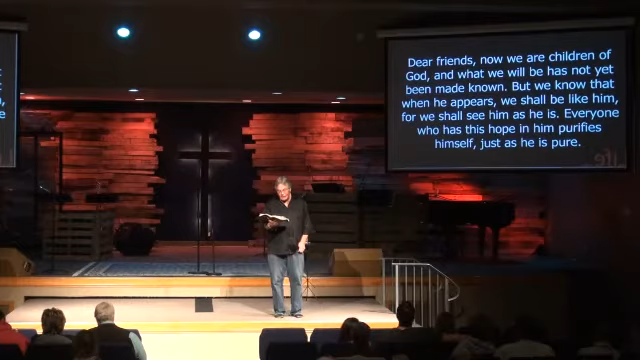 Dear friends, now we are children of
God, and what we will be has not yet
been made known. But we know that
when he appears, we shall be like him,
for we shall see him as he is. Everyone
who has this hope in him purifies
himself, just as he is pure.